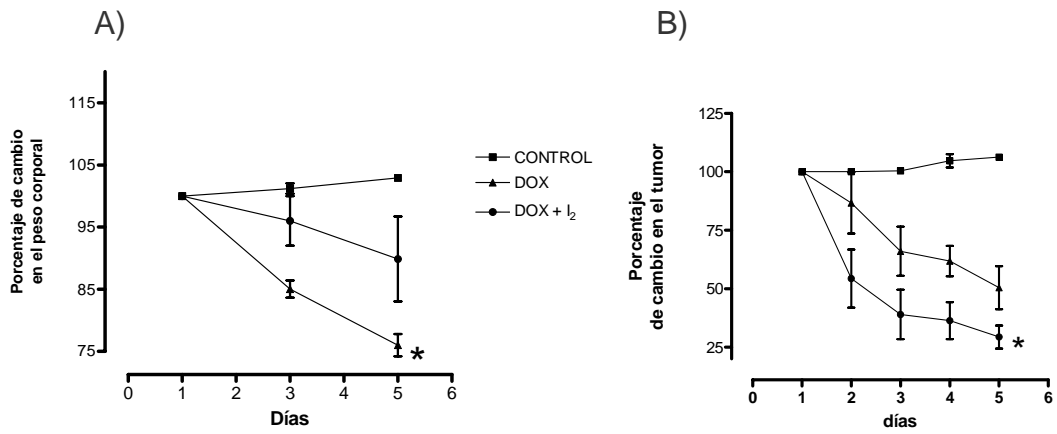 A)
Porcentaje de cambio
en el peso corporal
115
105
95
85
75
*
0 1 2 3 4 5 6
Días
CONTROL
DOX
DOX + I₂
B)
Porcentaje
de cambio en el tumor
125
100
75
50
25
*
0 1 2 3 4 5 6
días